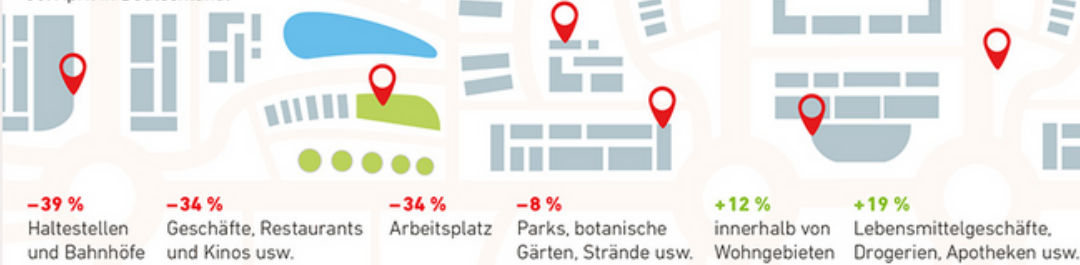 –39 %
Haltestellen
und Bahnhöfe
–34 %
Geschäfte, Restaurants
und Kinos usw.
–34 %
Arbeitsplatz
–8 %
Parks, botanische
Gärten, Strände usw.
+12 %
innerhalb von
Wohngebieten
+19 %
Lebensmittelgeschäfte,
Drogerien, Apotheken usw.